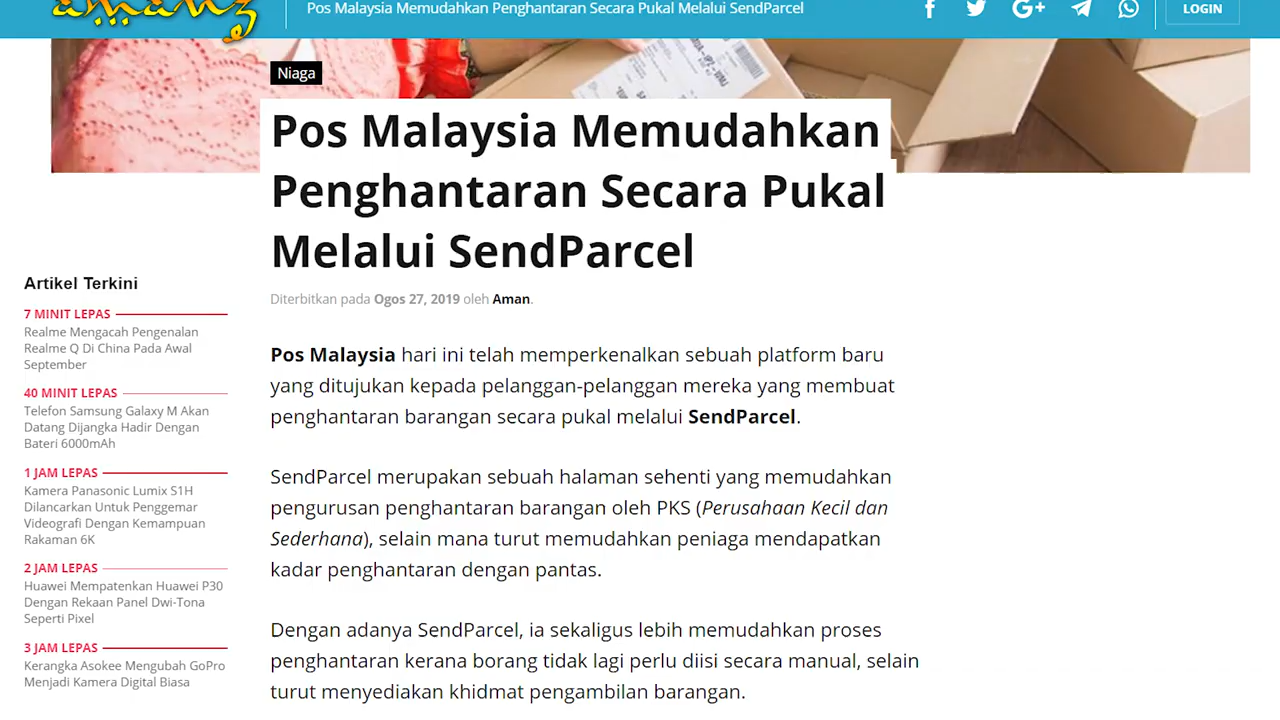 amanz
Pos Malaysia Memudahkan Penghantaran Secara Pukal Melalui SendParcel
LOGIN
Niaga
Pos Malaysia Memudahkan
Penghantaran Secara Pukal
Melalui SendParcel
Diterbitkan pada Ogos 27, 2019 oleh Aman.
Artikel Terkini
7 MINIT LEPAS
Realme Mengacah Pengenalan
Realme Q Di China Pada Awal
September
40 MINIT LEPAS
Telefon Samsung Galaxy M Akan
Datang Dijangka Hadir Dengan
Bateri 6000mAh
1 JAM LEPAS
Kamera Panasonic Lumix S1H
Dilancarkan Untuk Penggemar
Videografi Dengan Kemampuan
Rakaman 6K
2 JAM LEPAS
Huawei Mempatenkan Huawei P30
Dengan Rekaan Panel Dwi-Tona
Seperti Pixel
3 JAM LEPAS
Kerangka Asokee Mengubah GoPro
Menjadi Kamera Digital Biasa
Pos Malaysia hari ini telah memperkenalkan sebuah platform baru
yang ditujukan kepada pelanggan-pelanggan mereka yang membuat
penghantaran barangan secara pukal melalui SendParcel.
SendParcel merupakan sebuah halaman sehenti yang memudahkan
pengurusan penghantaran barangan oleh PKS (Perusahaan Kecil dan
Sederhana), selain mana turut memudahkan peniaga mendapatkan
kadar penghantaran dengan pantas.
Dengan adanya SendParcel, ia sekaligus lebih memudahkan proses
penghantaran kerana borang tidak lagi perlu diisi secara manual, selain
turut menyediakan khidmat pengambilan barangan.